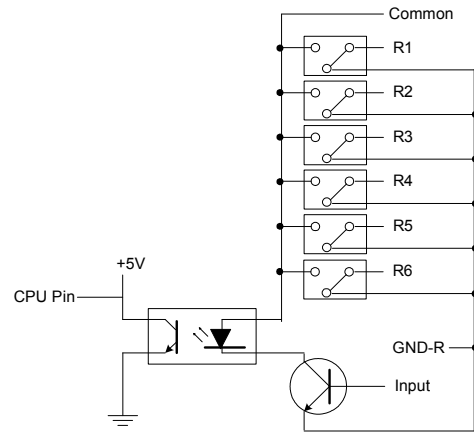 Common
R1
R2
R3
R4
R5
R6
+5V
CPU Pin
GND-R
Input